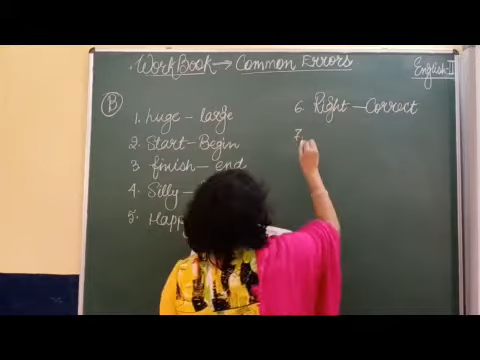 WorkBook → Common Errors
English-II
B
1. huge – large
2. Start – Begin
3 finish – end
4. Silly –
5.
6. Right – Correct
7